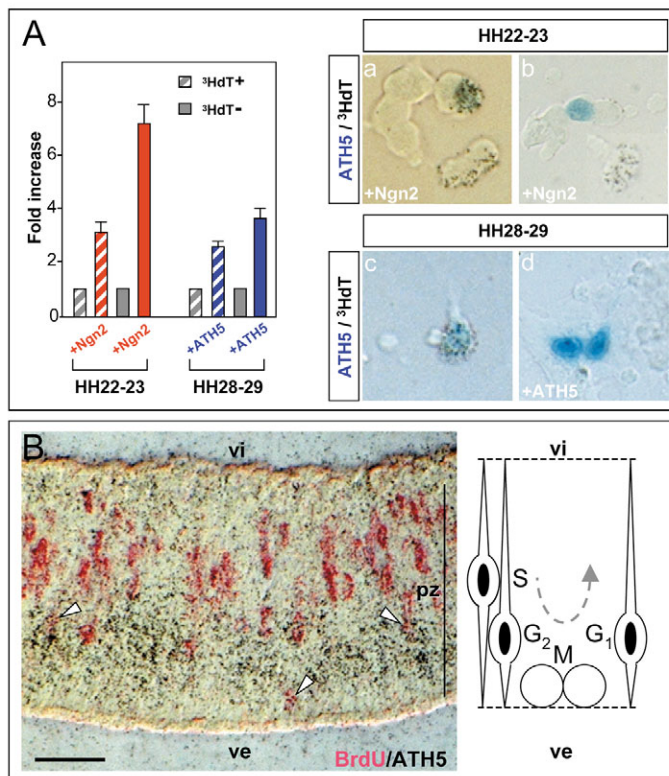 A
HH22-23
³HdT+
³HdT-
Fold increase
8
6
4
2
0
+Ngn2
+Ngn2
+ATH5
+ATH5
HH22-23
HH28-29
ATH5 / ³HdT
a
+Ngn2
b
+Ngn2
HH28-29
ATH5 / ³HdT
c
d
+ATH5
B
vi
pz
ve
BrdU/ATH5
vi
S
G₂
M
G₁
ve